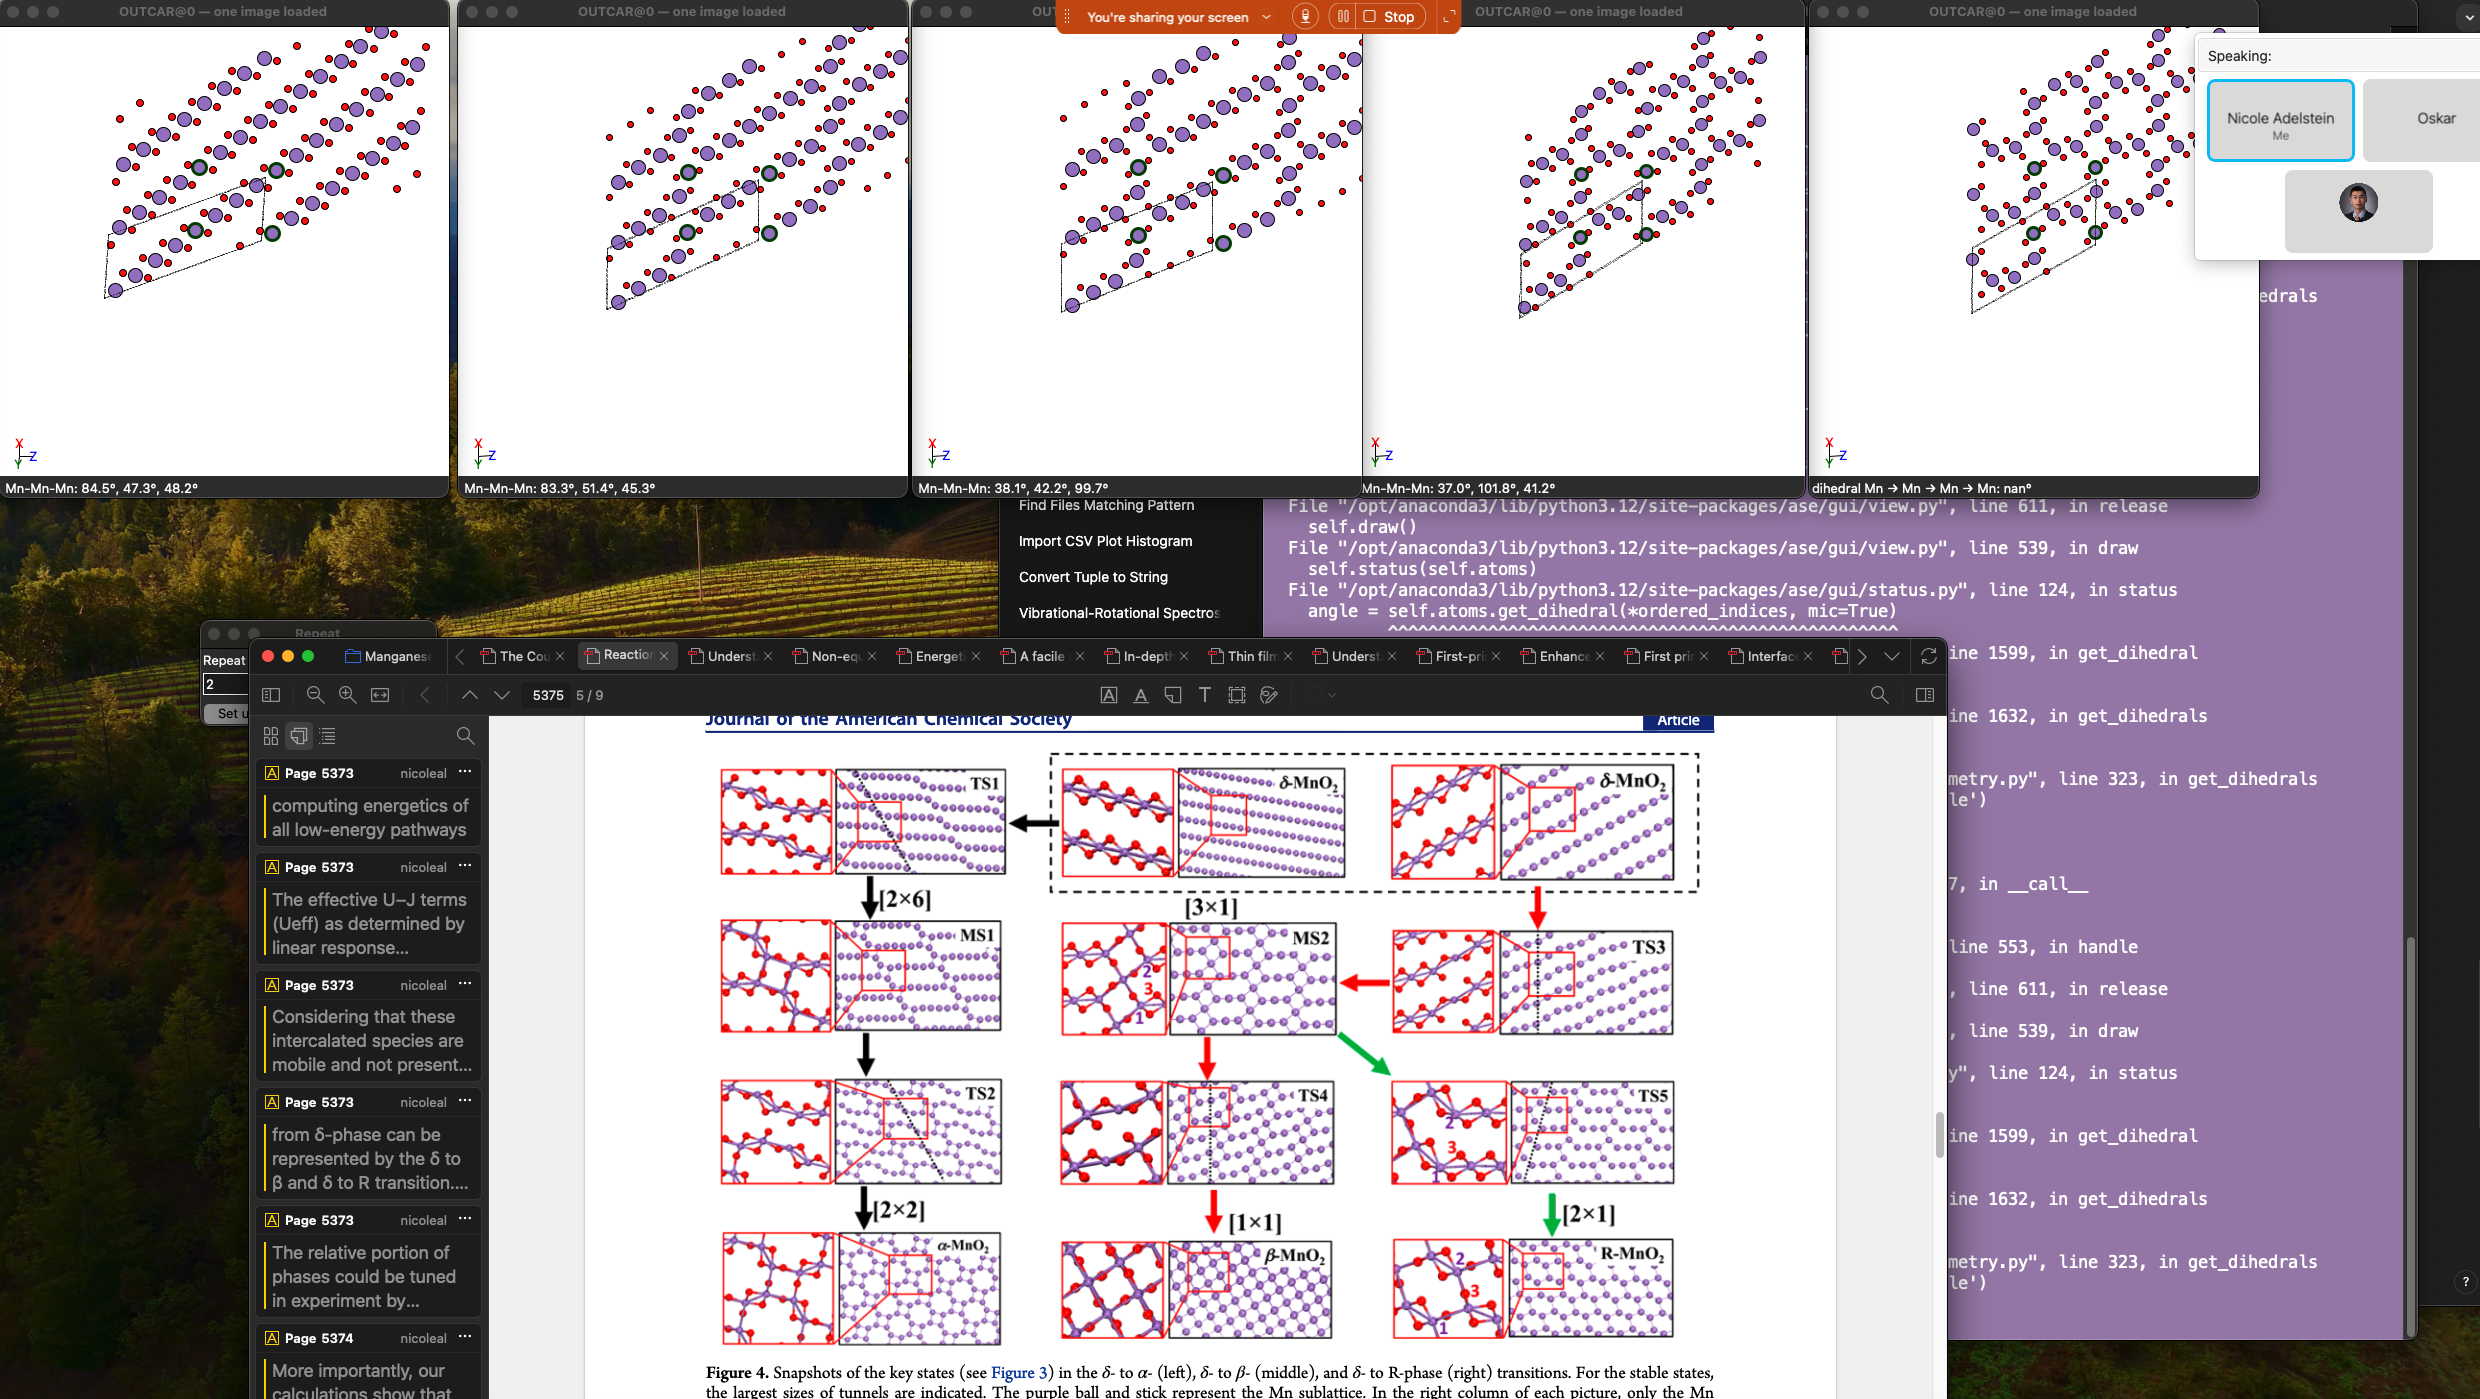 OUTCAR@0 — one image loaded
OUTCAR@0 — one image loaded
You're sharing your screen
Stop
OUTCAR@0 — one image loaded
OUTCAR@0 — one image loaded
Speaking:
Nicole Adelstein
Me
Oskar
X
Z
Y
X
Z
Y
X
Z
Y
X
Z
Y
X
Z
Y
Mn-Mn-Mn: 84.5°, 47.3°, 48.2°
Mn-Mn-Mn: 83.3°, 51.4°, 45.3°
Mn-Mn-Mn: 38.1°, 42.2°, 99.7°
Mn-Mn-Mn: 37.0°, 101.8°, 41.2°
dihedral Mn → Mn → Mn → Mn: nan°
edrals
Find Files Matching Pattern
Import CSV Plot Histogram
Convert Tuple to String
Vibrational-Rotational Spectros
File "/opt/anaconda3/lib/python3.12/site-packages/ase/gui/view.py", line 611, in release
self.draw()
File "/opt/anaconda3/lib/python3.12/site-packages/ase/gui/view.py", line 539, in draw
self.status(self.atoms)
File "/opt/anaconda3/lib/python3.12/site-packages/ase/gui/status.py", line 124, in status
angle = self.atoms.get_dihedral(*ordered_indices, mic=True)
^^^^^^^^^^^^^^^^^^^^^^^^^^^^^^^^^^^^^^^^^^^^^^^^^^^
ine 1599, in get_dihedral
ine 1632, in get_dihedrals
metry.py", line 323, in get_dihedrals
le')
7, in __call__
line 553, in handle
, line 611, in release
, line 539, in draw
y", line 124, in status
ine 1599, in get_dihedral
ine 1632, in get_dihedrals
metry.py", line 323, in get_dihedrals
le')
?
Repeat
Repeat
2
Set u
Manganes
The Cou
Reaction
Underst
Non-equ
Energeti
A facile
In-depth
Thin film
Underst
First-pri
Enhance
First prin
Interfac
5375 5 / 9
Page 5373 nicoleal
computing energetics of
all low-energy pathways
Page 5373 nicoleal
The effective U–J terms
(Ueff) as determined by
linear response...
Page 5373 nicoleal
Considering that these
intercalated species are
mobile and not present...
Page 5373 nicoleal
from δ-phase can be
represented by the δ to
β and δ to R transition....
Page 5373 nicoleal
The relative portion of
phases could be tuned
in experiment by...
Page 5374 nicoleal
More importantly, our
calculations show that
Journal of the American Chemical Society
Article
TS1
δ-MnO2
δ-MnO2
[2×6]
[3×1]
MS1
MS2
2
3
1
TS3
TS2
TS4
TS5
2
3
1
[2×2]
[1×1]
[2×1]
α-MnO2
β-MnO2
R-MnO2
2
3
1
Figure 4. Snapshots of the key states (see Figure 3) in the δ- to α- (left), δ- to β- (middle), and δ- to R-phase (right) transitions. For the stable states,
the largest sizes of tunnels are indicated. The purple ball and stick represent the Mn sublattice. In the right column of each picture, only the Mn